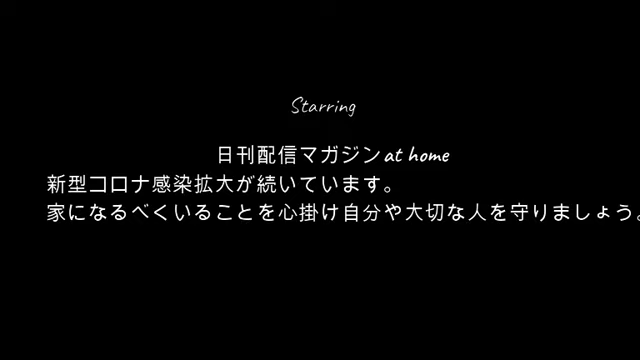 Starring
日刊配信マガジンat home
新型コロナ感染拡大が続いています。
家になるべくいることを心掛け自分や大切な人を守りましょう。